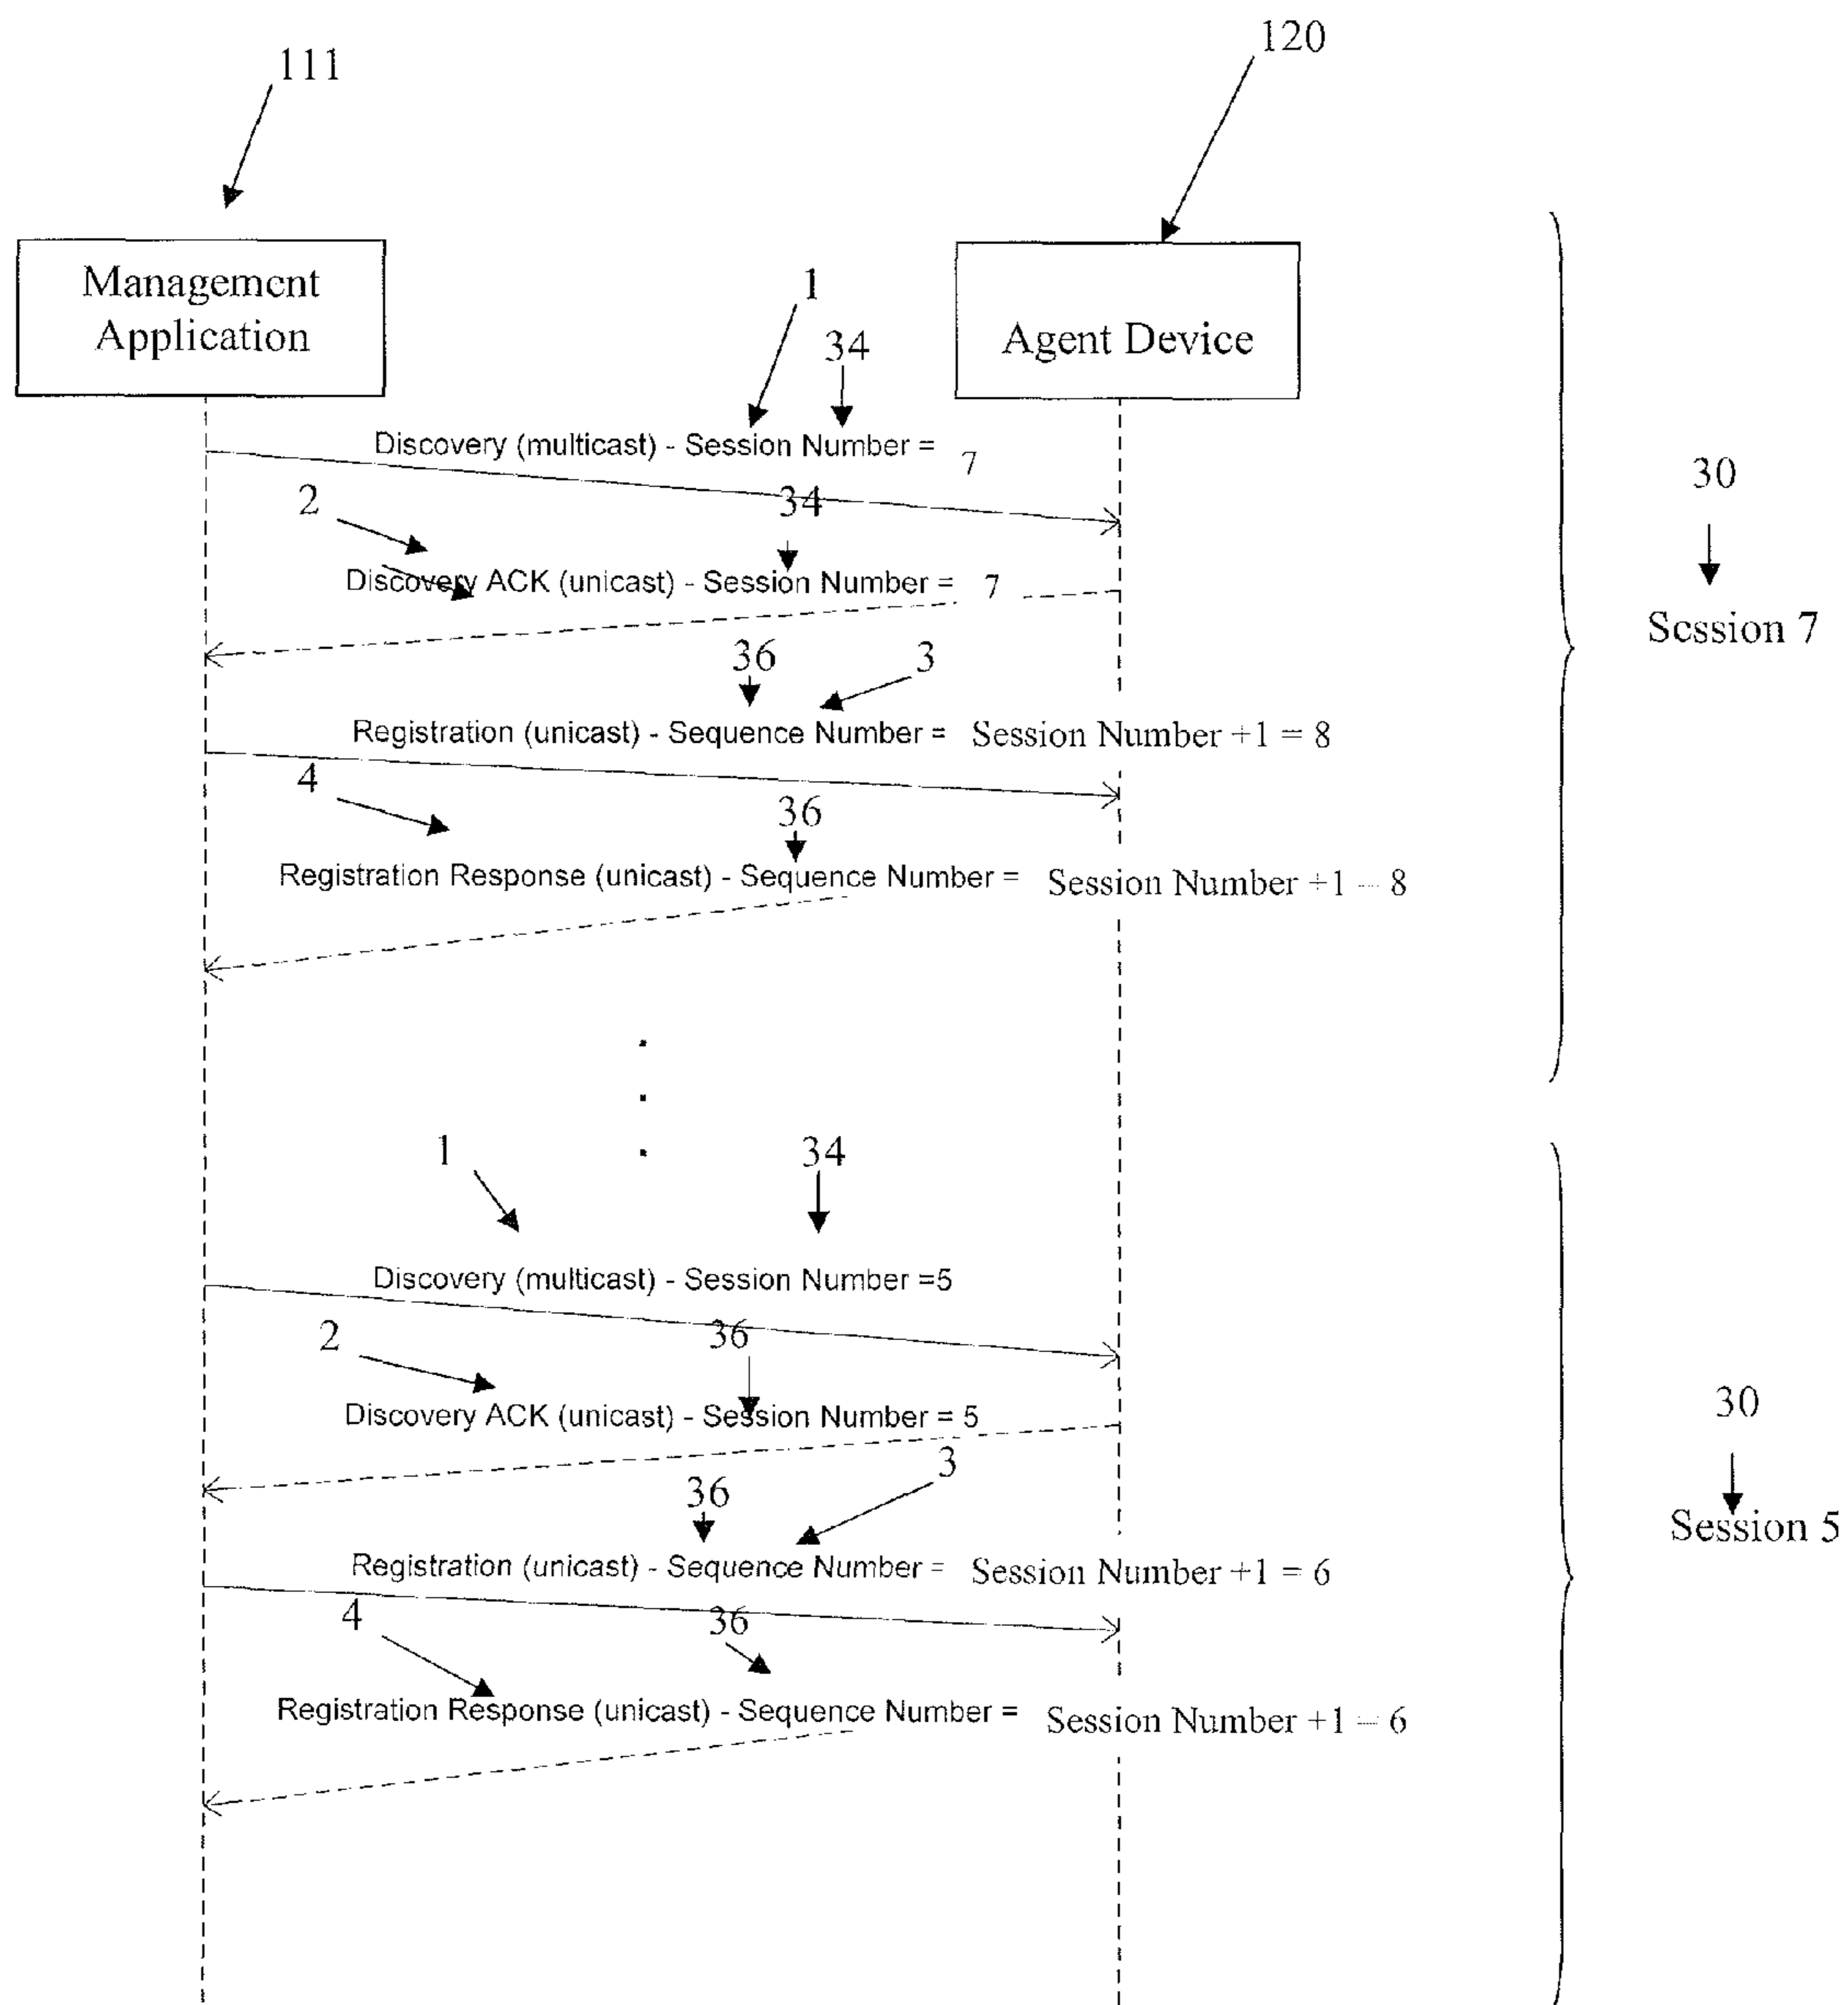 111
120
Management
Application
Agent Device
1
34
Discovery (multicast) - Session Number = 7
2
34
Discovery ACK (unicast) - Session Number = 7
30
Session 7
36
3
Registration (unicast) - Sequence Number = Session Number +1 = 8
4
36
Registration Response (unicast) - Sequence Number = Session Number +1 = 8
.
.
.
1
34
Discovery (multicast) - Session Number =5
2
36
Discovery ACK (unicast) - Session Number = 5
30
Session 5
36
3
Registration (unicast) - Sequence Number = Session Number +1 = 6
4
36
Registration Response (unicast) - Sequence Number = Session Number +1 = 6